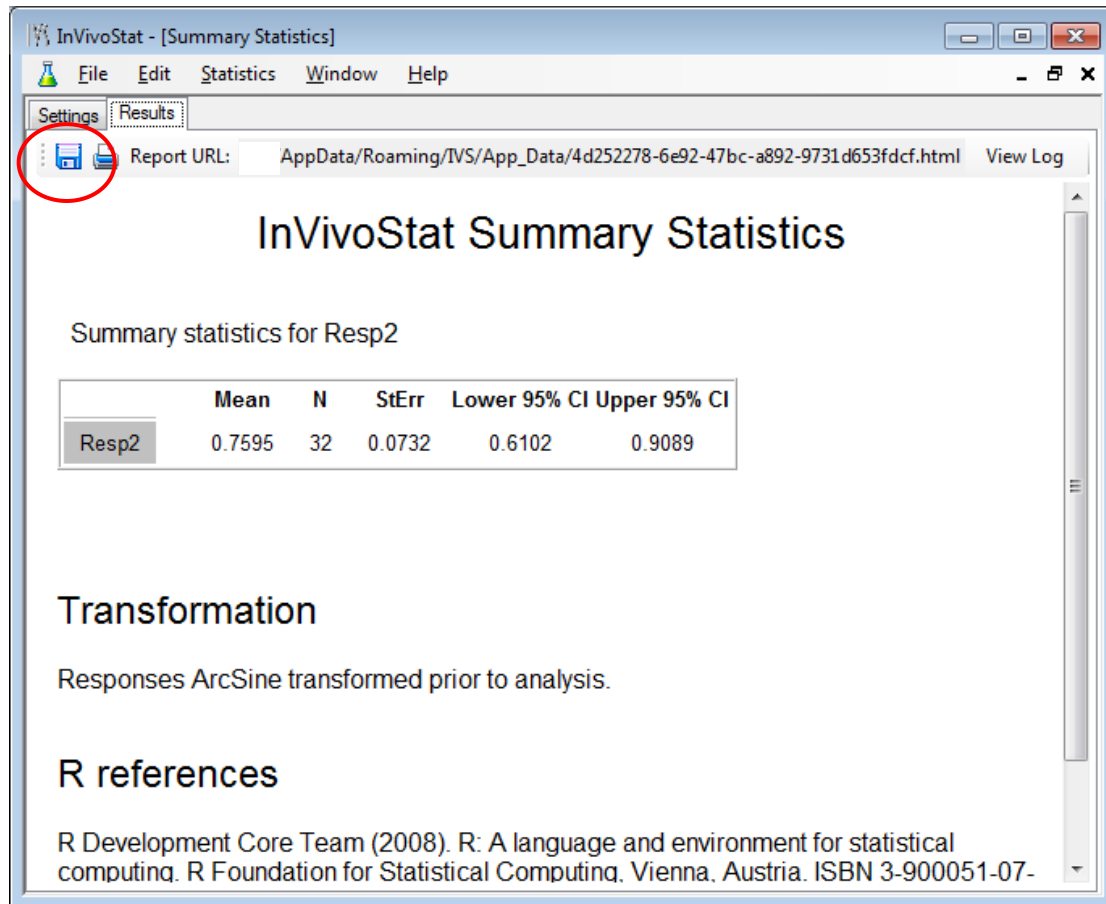 InVivoStat - [Summary Statistics]
File Edit Statistics Window Help
Settings Results
Report URL: /AppData/Roaming/IVS/App_Data/4d252278-6e92-47bc-a892-9731d653fdcf.html View Log
InVivoStat Summary Statistics
Summary statistics for Resp2
Mean N StErr Lower 95% CI Upper 95% CI
Resp2 0.7595 32 0.0732 0.6102 0.9089
Transformation
Responses ArcSine transformed prior to analysis.
R references
R Development Core Team (2008). R: A language and environment for statistical
computing. R Foundation for Statistical Computing, Vienna, Austria. ISBN 3-900051-07-